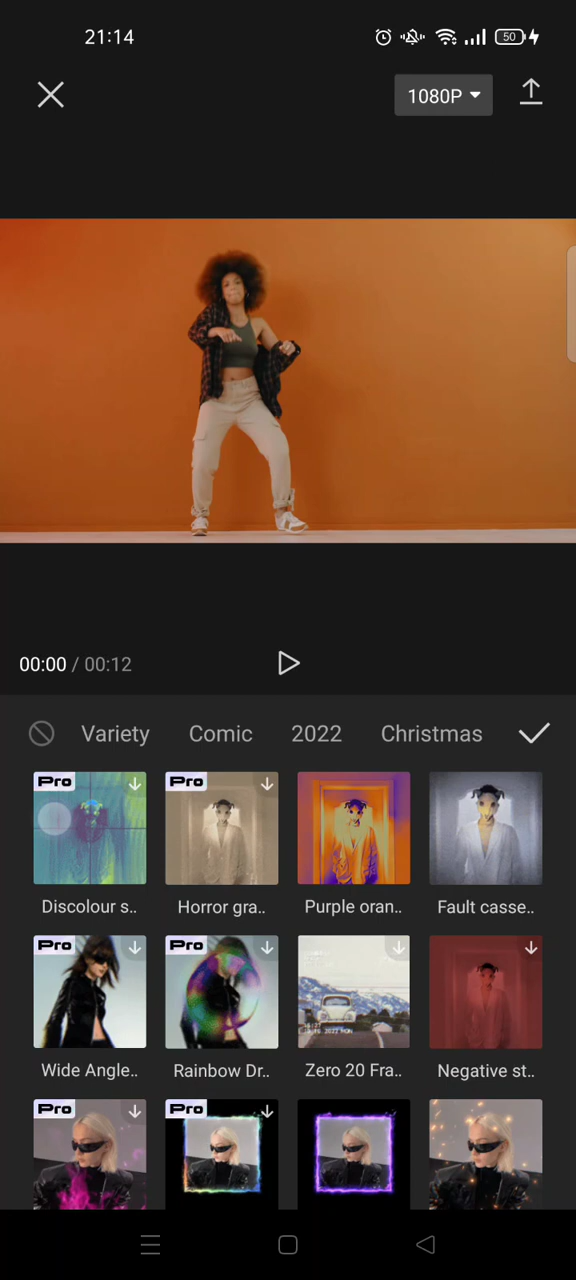 21:14
50
1080P
00:00 / 00:12
Variety Comic 2022 Christmas
Pro Pro
Discolour s.. Horror gra.. Purple oran.. Fault casse..
Pro Pro
Wide Angle.. Rainbow Dr.. Zero 20 Fra.. Negative st..
Pro Pro